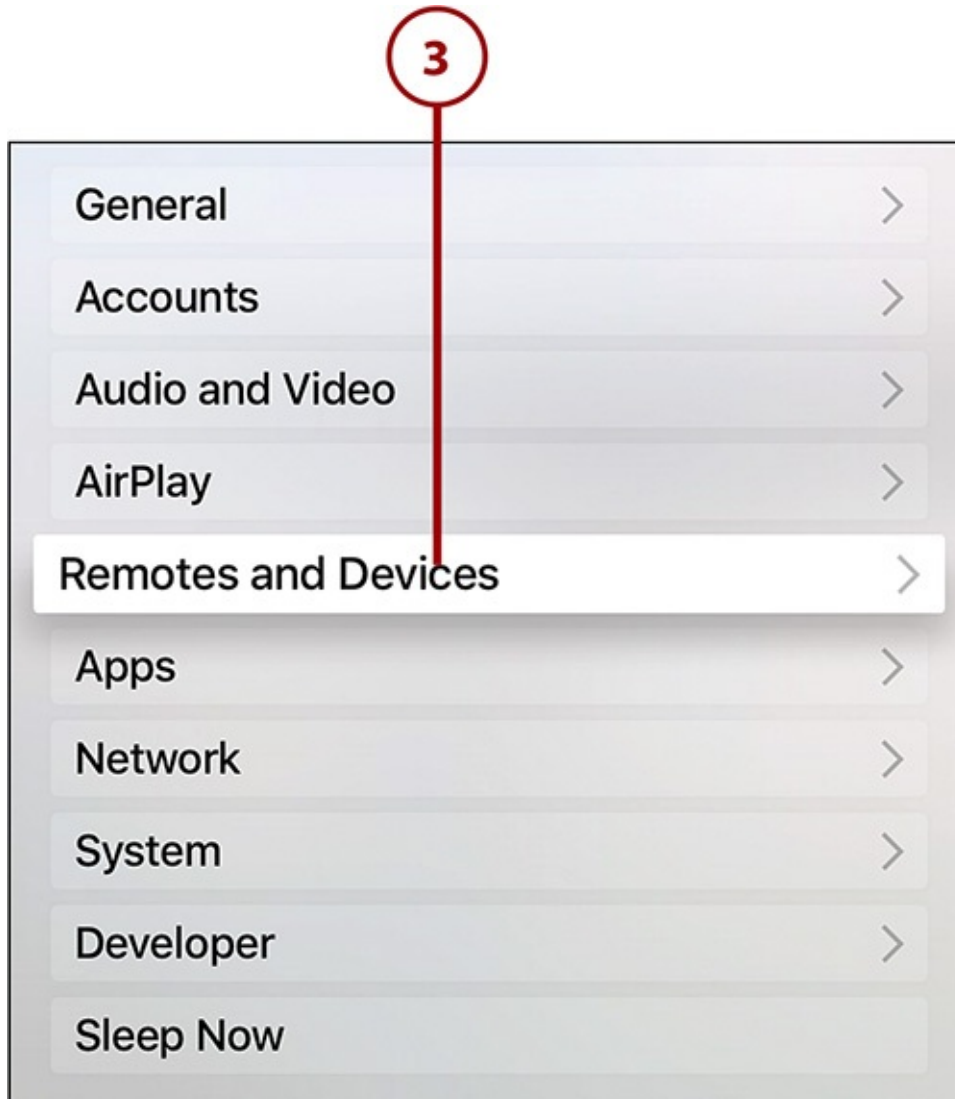 3
General
Accounts
Audio and Video
AirPlay
Remotes and Devices
Apps
Network
System
Developer
Sleep Now